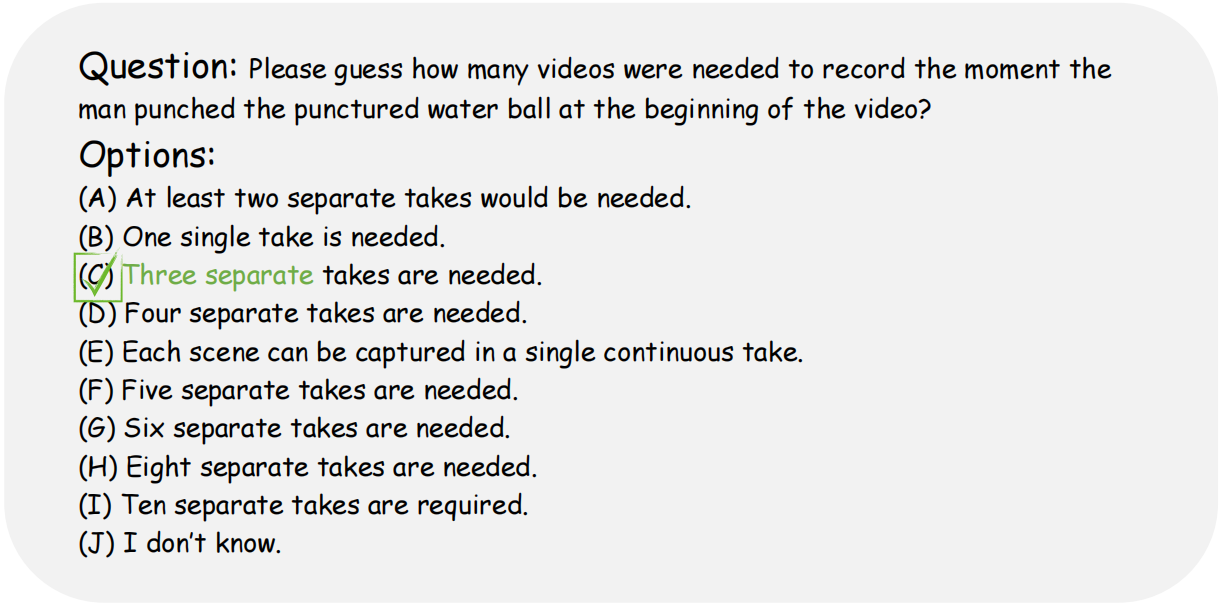 Question: Please guess how many videos were needed to record the moment the
man punched the punctured water ball at the beginning of the video?
Options:
(A) At least two separate takes would be needed.
(B) One single take is needed.
(C) Three separate takes are needed.
(D) Four separate takes are needed.
(E) Each scene can be captured in a single continuous take.
(F) Five separate takes are needed.
(G) Six separate takes are needed.
(H) Eight separate takes are needed.
(I) Ten separate takes are required.
(J) I don't know.